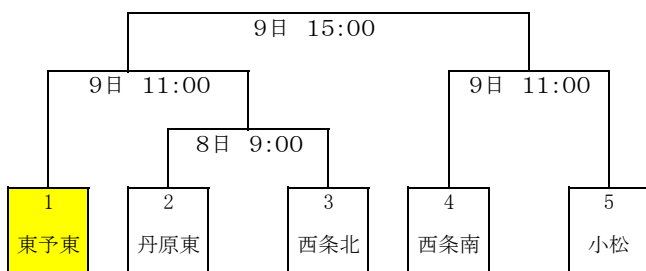 9日 15:00
9日 11:00 9日 11:00
8日 9:00
1 2 3 4 5
東予東 丹原東 西条北 西条南 小松